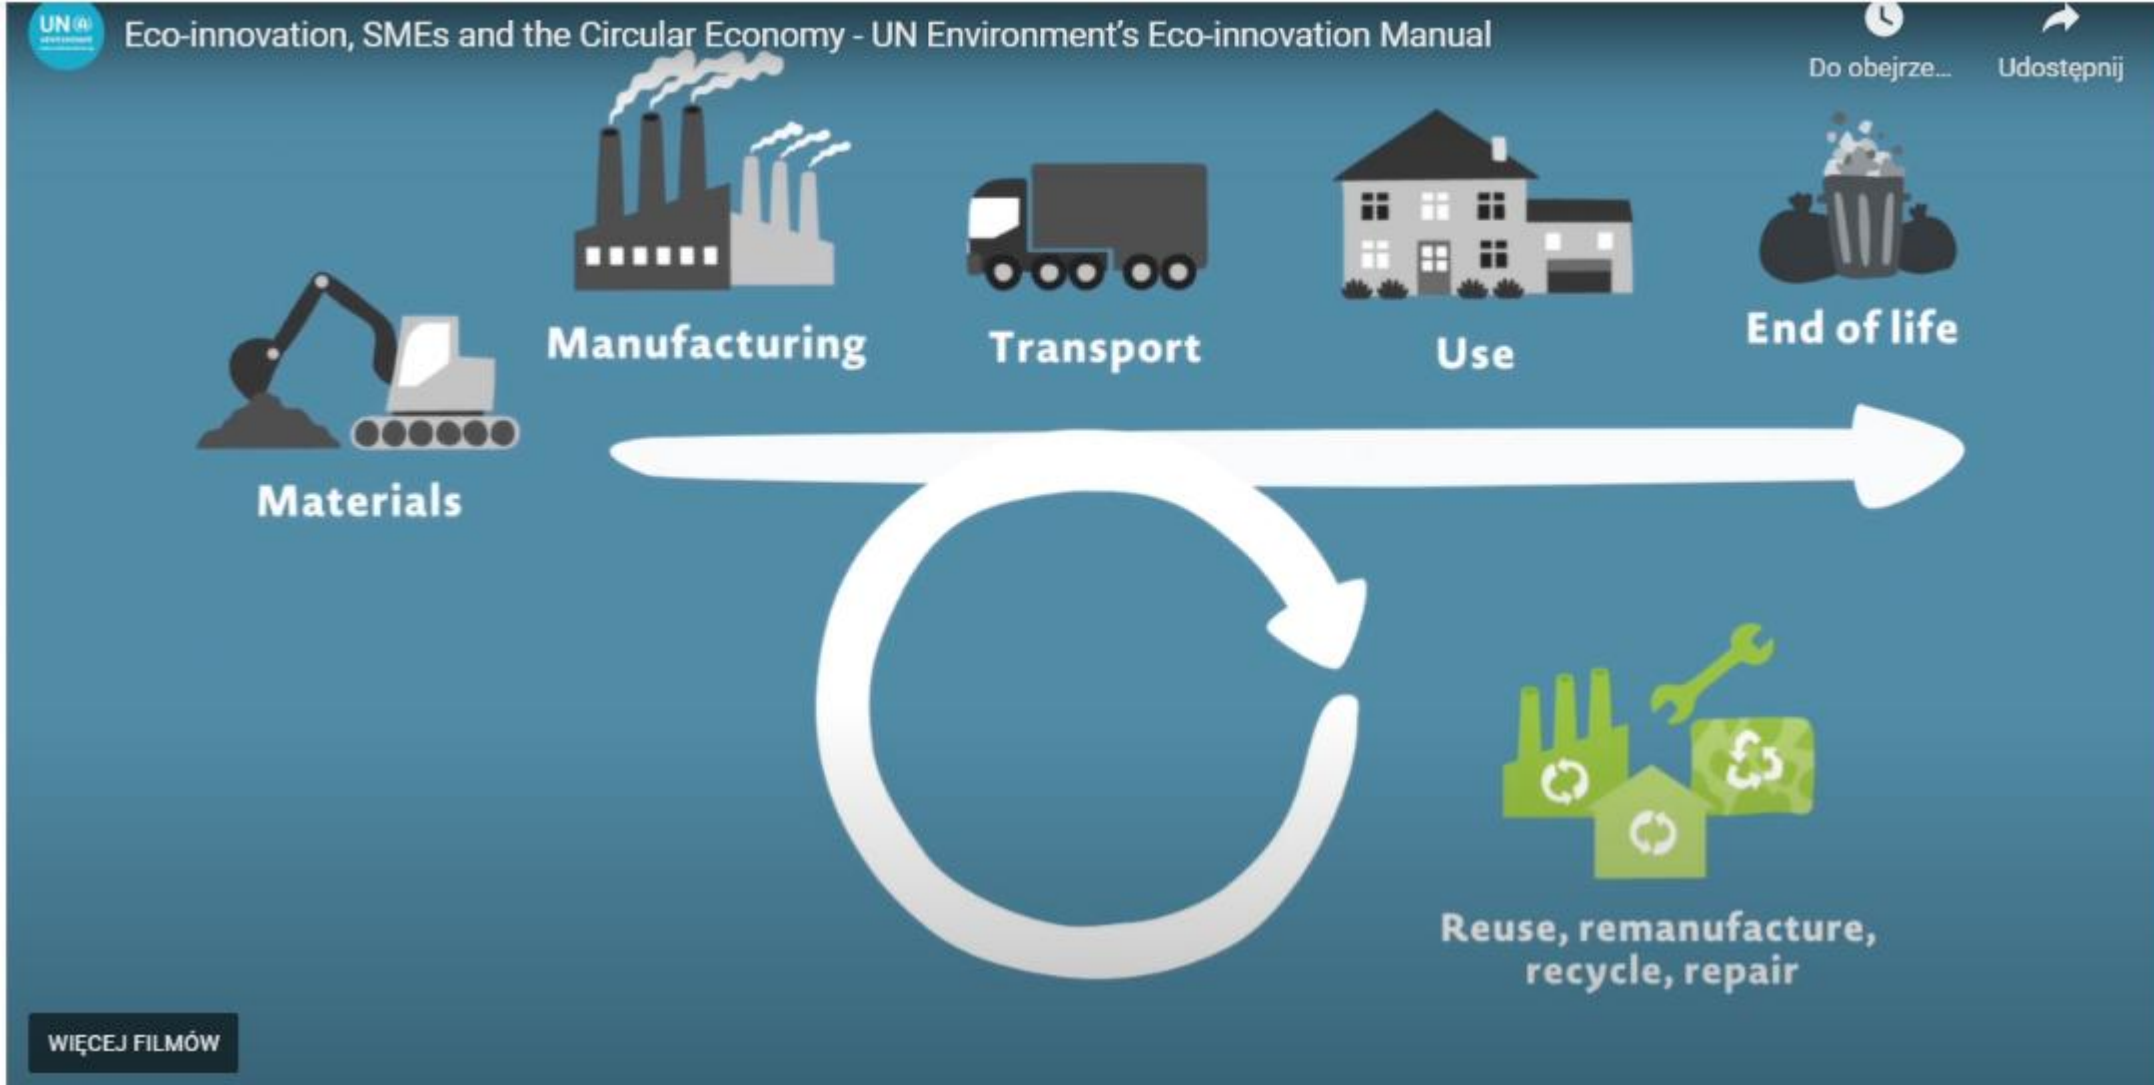 UN
Eco-innovation, SMEs and the Circular Economy - UN Environment's Eco-innovation Manual
Do obejrze...
Udostępnij
Manufacturing
Transport
Use
End of life
Materials
Reuse, remanufacture,
recycle, repair
WIĘCEJ FILMÓW